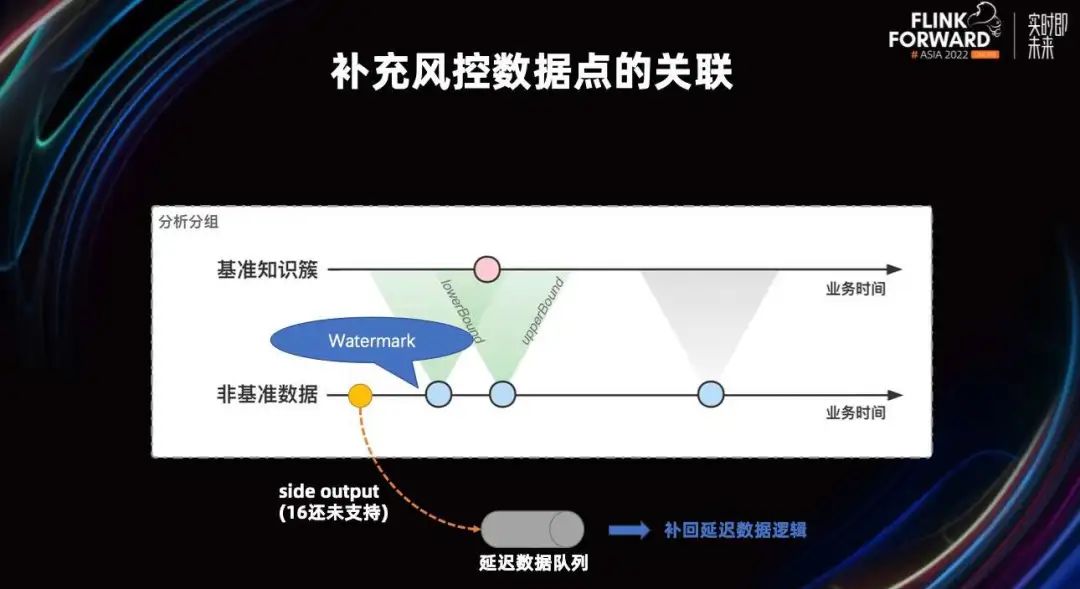 FLINK
FORWARD
# ASIA 2022
实时即
未来
补充风控数据点的关联
分析分组
基准知识簇
业务时间
lowerBound
upperBound
Watermark
非基准数据
业务时间
side output
(16还未支持)
延迟数据队列
补回延迟数据逻辑